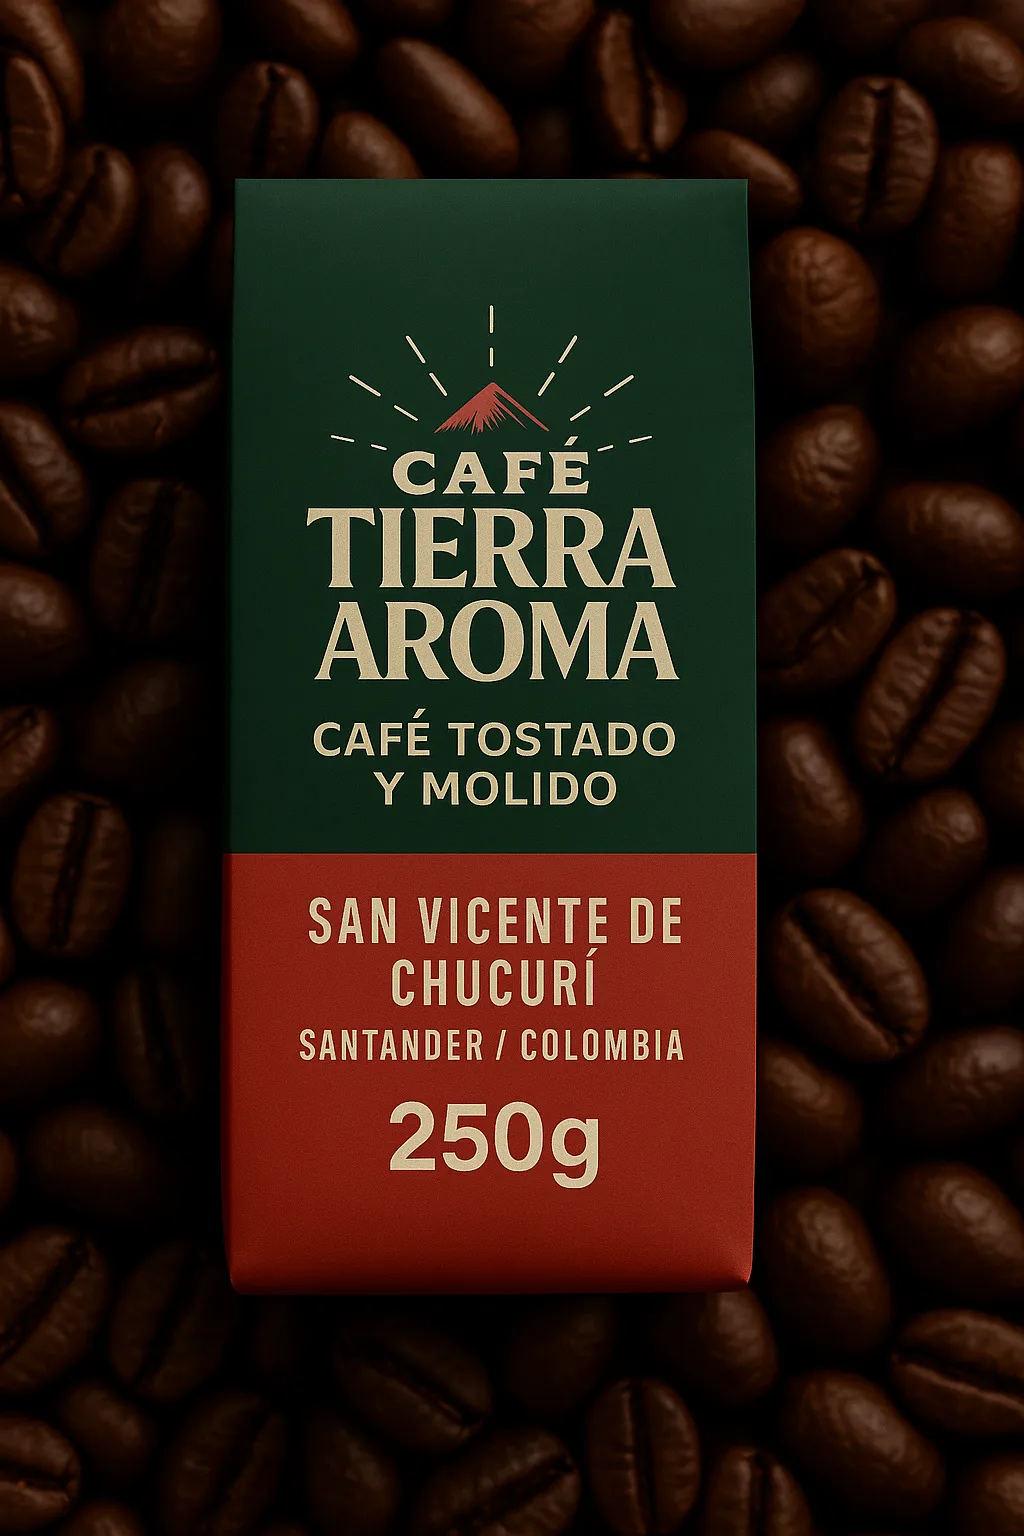 CAFÉ
TIERRA
AROMA
CAFÉ TOSTADO
Y MOLIDO
SAN VICENTE DE
CHUCURÍ
SANTANDER / COLOMBIA
250g